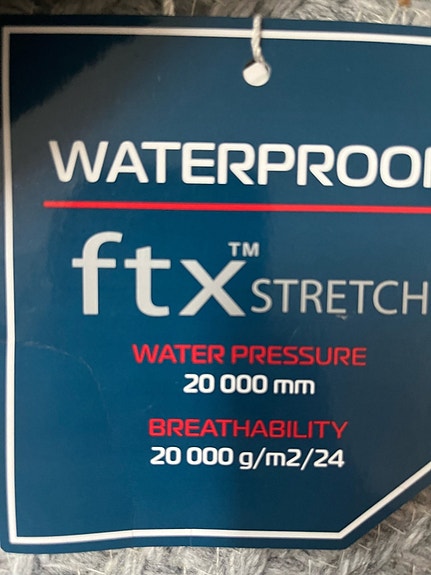 WATERPROOF
ftx™ STRETCH
WATER PRESSURE
20 000 mm
BREATHABILITY
20 000 g/m2/24